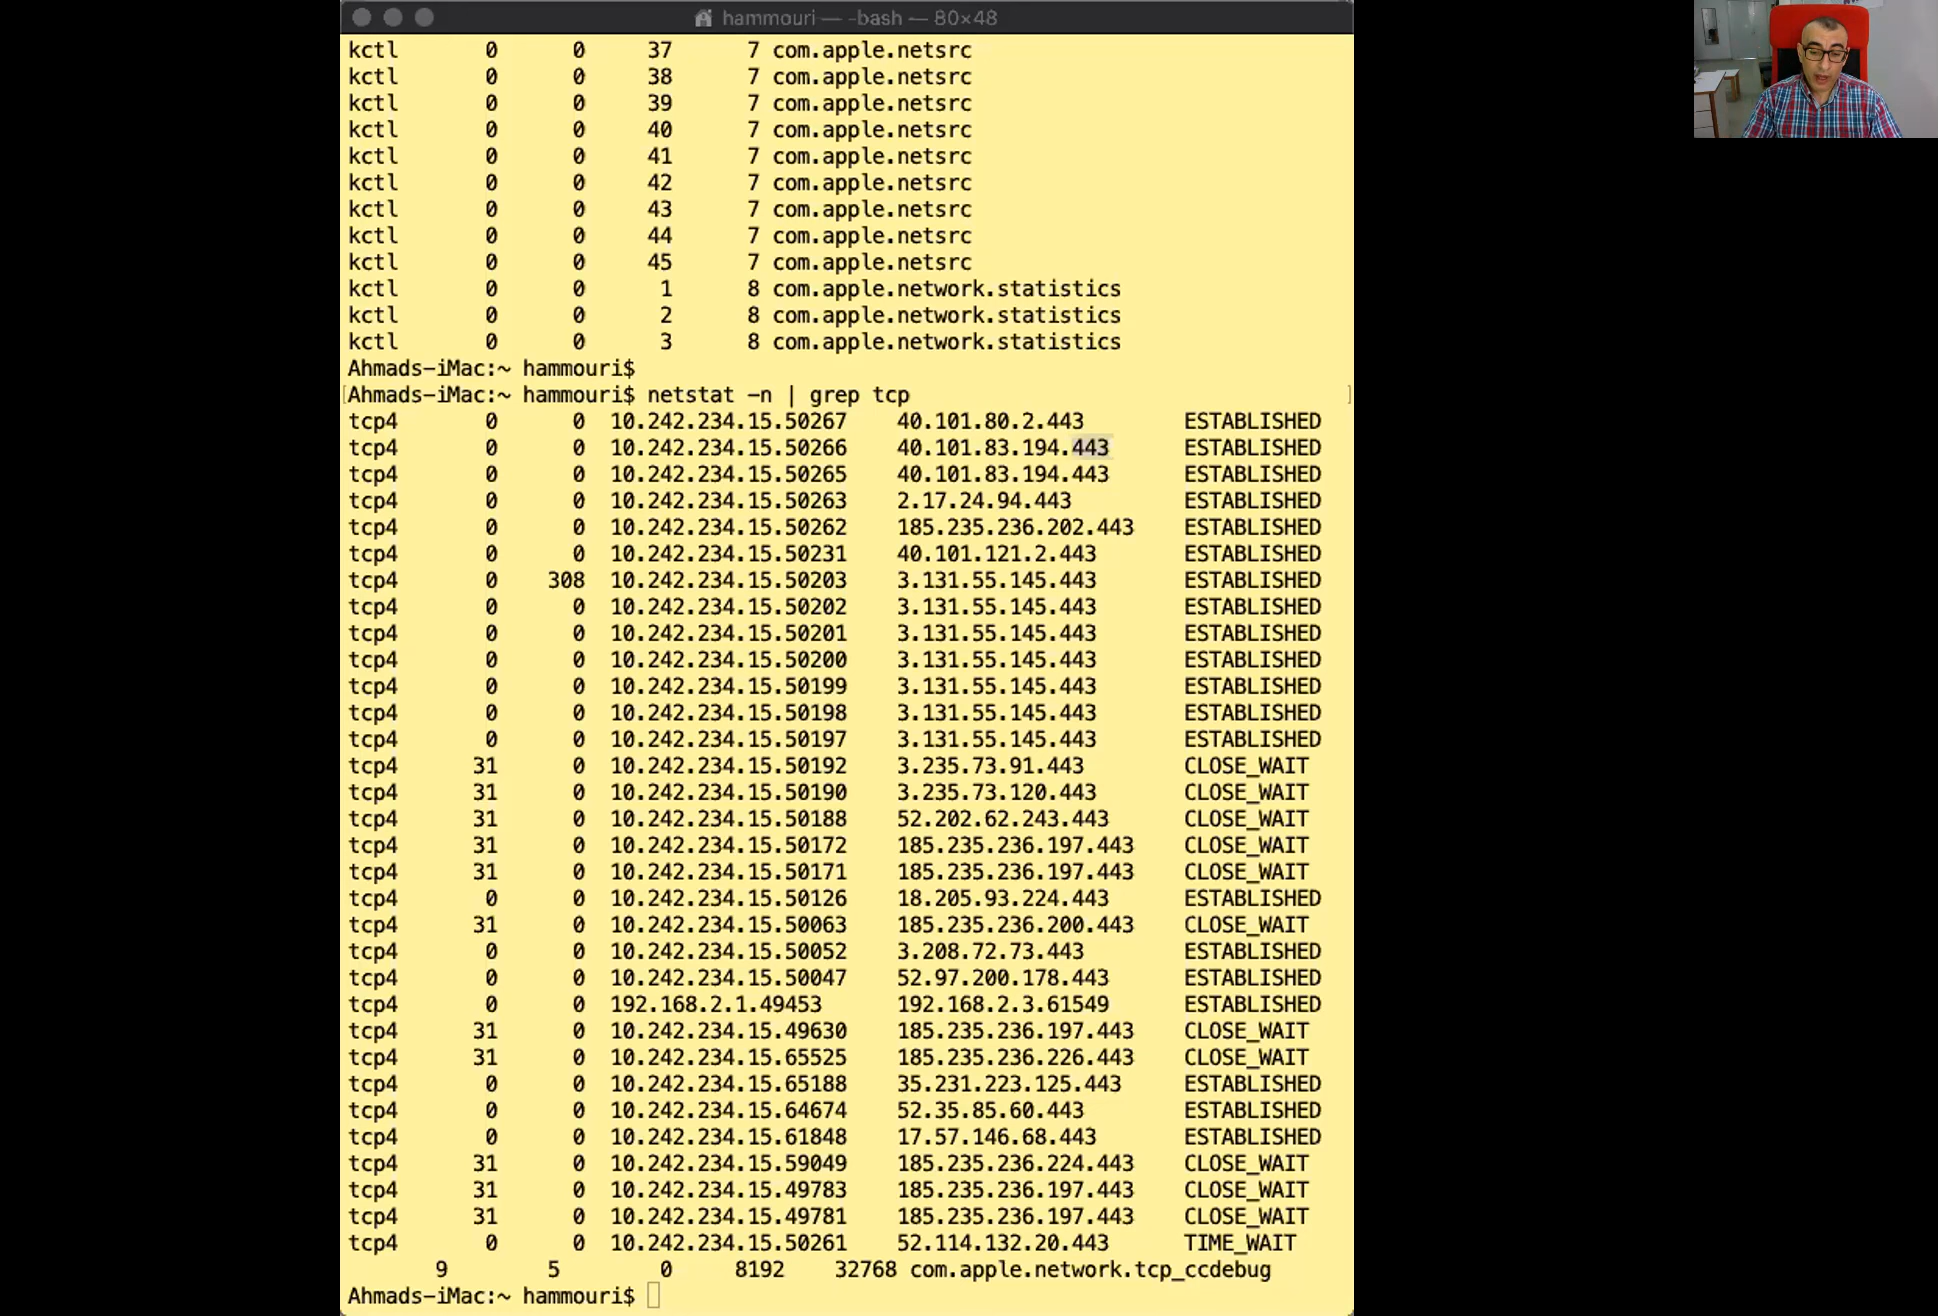 hammouri — -bash — 80×48
kctl 0 0 37 7 com.apple.netsrc
kctl 0 0 38 7 com.apple.netsrc
kctl 0 0 39 7 com.apple.netsrc
kctl 0 0 40 7 com.apple.netsrc
kctl 0 0 41 7 com.apple.netsrc
kctl 0 0 42 7 com.apple.netsrc
kctl 0 0 43 7 com.apple.netsrc
kctl 0 0 44 7 com.apple.netsrc
kctl 0 0 45 7 com.apple.netsrc
kctl 0 0 1 8 com.apple.network.statistics
kctl 0 0 2 8 com.apple.network.statistics
kctl 0 0 3 8 com.apple.network.statistics
Ahmads-iMac:~ hammouri$
[Ahmads-iMac:~ hammouri$ netstat -n | grep tcp ]
tcp4 0 0 10.242.234.15.50267 40.101.80.2.443 ESTABLISHED
tcp4 0 0 10.242.234.15.50266 40.101.83.194.443 ESTABLISHED
tcp4 0 0 10.242.234.15.50265 40.101.83.194.443 ESTABLISHED
tcp4 0 0 10.242.234.15.50263 2.17.24.94.443 ESTABLISHED
tcp4 0 0 10.242.234.15.50262 185.235.236.202.443 ESTABLISHED
tcp4 0 0 10.242.234.15.50231 40.101.121.2.443 ESTABLISHED
tcp4 0 308 10.242.234.15.50203 3.131.55.145.443 ESTABLISHED
tcp4 0 0 10.242.234.15.50202 3.131.55.145.443 ESTABLISHED
tcp4 0 0 10.242.234.15.50201 3.131.55.145.443 ESTABLISHED
tcp4 0 0 10.242.234.15.50200 3.131.55.145.443 ESTABLISHED
tcp4 0 0 10.242.234.15.50199 3.131.55.145.443 ESTABLISHED
tcp4 0 0 10.242.234.15.50198 3.131.55.145.443 ESTABLISHED
tcp4 0 0 10.242.234.15.50197 3.131.55.145.443 ESTABLISHED
tcp4 31 0 10.242.234.15.50192 3.235.73.91.443 CLOSE_WAIT
tcp4 31 0 10.242.234.15.50190 3.235.73.120.443 CLOSE_WAIT
tcp4 31 0 10.242.234.15.50188 52.202.62.243.443 CLOSE_WAIT
tcp4 31 0 10.242.234.15.50172 185.235.236.197.443 CLOSE_WAIT
tcp4 31 0 10.242.234.15.50171 185.235.236.197.443 CLOSE_WAIT
tcp4 0 0 10.242.234.15.50126 18.205.93.224.443 ESTABLISHED
tcp4 31 0 10.242.234.15.50063 185.235.236.200.443 CLOSE_WAIT
tcp4 0 0 10.242.234.15.50052 3.208.72.73.443 ESTABLISHED
tcp4 0 0 10.242.234.15.50047 52.97.200.178.443 ESTABLISHED
tcp4 0 0 192.168.2.1.49453 192.168.2.3.61549 ESTABLISHED
tcp4 31 0 10.242.234.15.49630 185.235.236.197.443 CLOSE_WAIT
tcp4 31 0 10.242.234.15.65525 185.235.236.226.443 CLOSE_WAIT
tcp4 0 0 10.242.234.15.65188 35.231.223.125.443 ESTABLISHED
tcp4 0 0 10.242.234.15.64674 52.35.85.60.443 ESTABLISHED
tcp4 0 0 10.242.234.15.61848 17.57.146.68.443 ESTABLISHED
tcp4 31 0 10.242.234.15.59049 185.235.236.224.443 CLOSE_WAIT
tcp4 31 0 10.242.234.15.49783 185.235.236.197.443 CLOSE_WAIT
tcp4 31 0 10.242.234.15.49781 185.235.236.197.443 CLOSE_WAIT
tcp4 0 0 10.242.234.15.50261 52.114.132.20.443 TIME_WAIT
9 5 0 8192 32768 com.apple.network.tcp_ccdebug
Ahmads-iMac:~ hammouri$